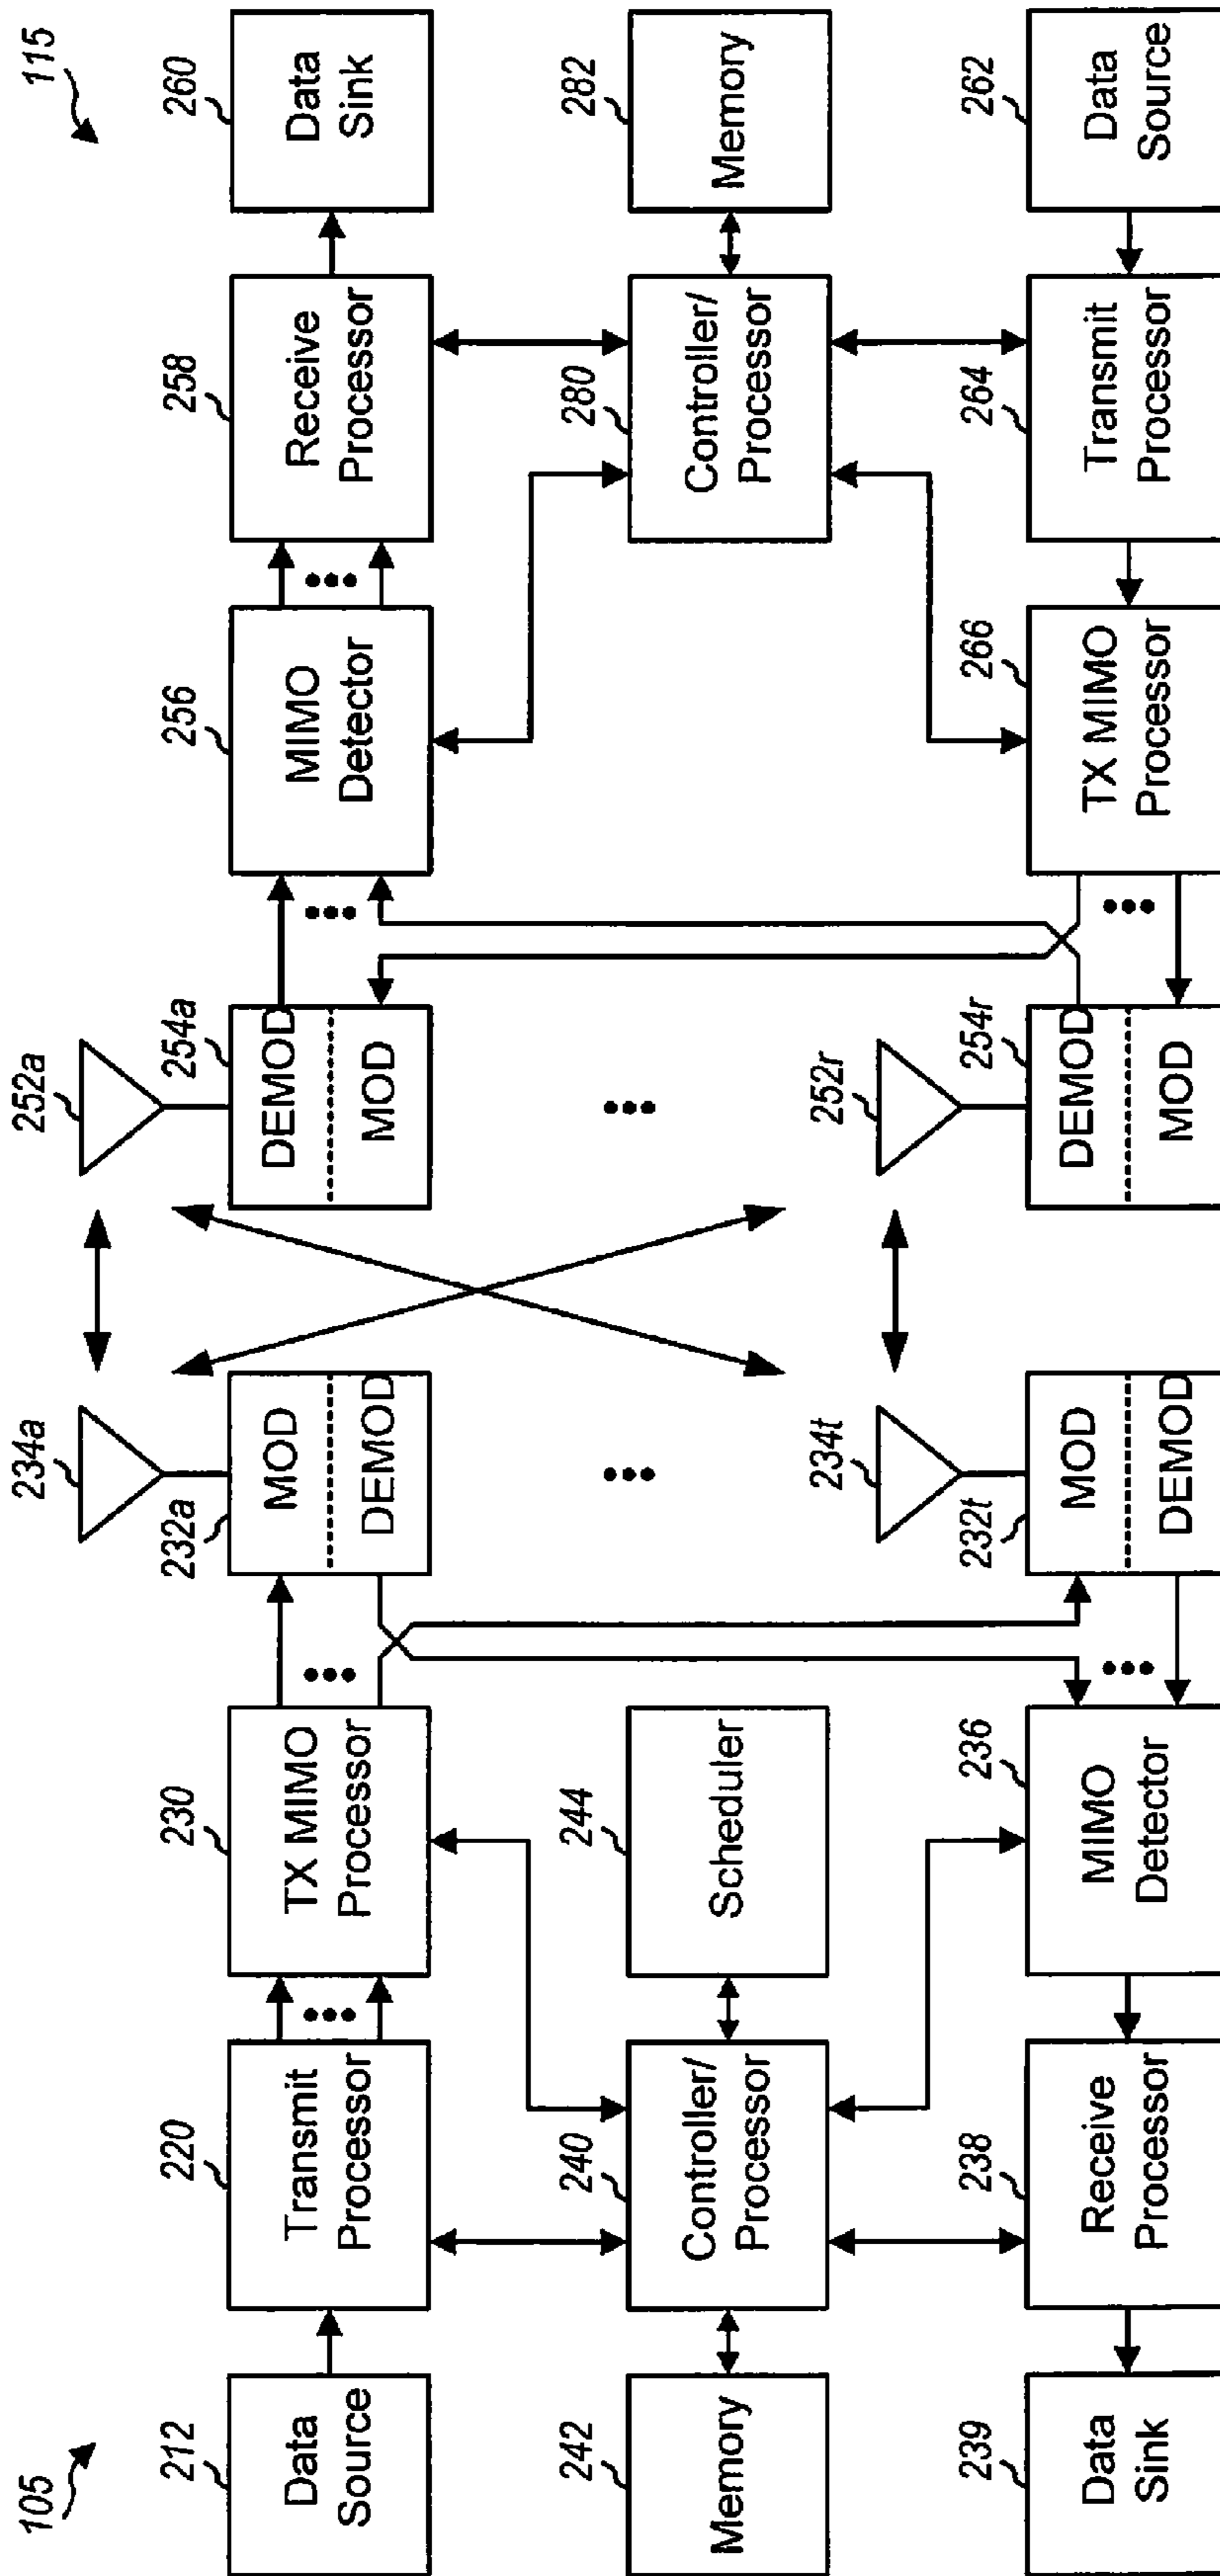 105
115
212
Data
Source
220
Transmit
Processor
230
TX MIMO
Processor
232a
MOD
DEMOD
234a
252a
254a
DEMOD
MOD
256
MIMO
Detector
258
Receive
Processor
260
Data
Sink
242
Memory
240
Controller/
Processor
244
Scheduler
280
Controller/
Processor
282
Memory
239
Data
Sink
238
Receive
Processor
236
MIMO
Detector
232t
MOD
DEMOD
234t
252r
254r
DEMOD
MOD
266
TX MIMO
Processor
264
Transmit
Processor
262
Data
Source